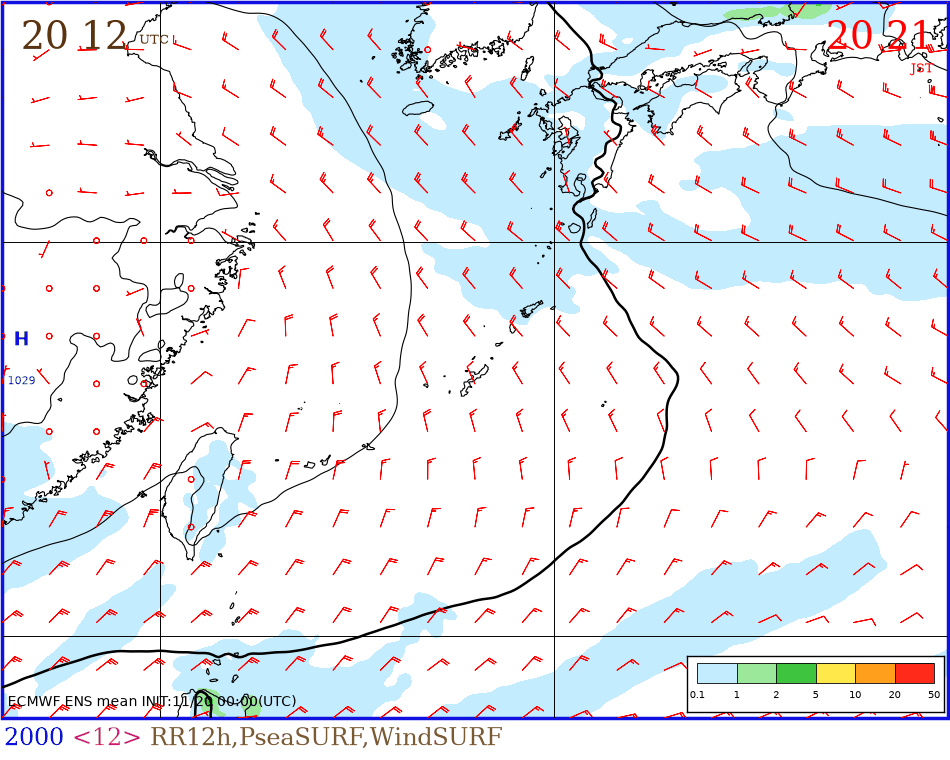 20 12 UTC 20 21
JST
H
1029
ECMWF ENS mean INIT:11/20 00:00(UTC)
0.1 1 2 5 10 20 50
2000 <12> RR12h,PseaSURF,WindSURF